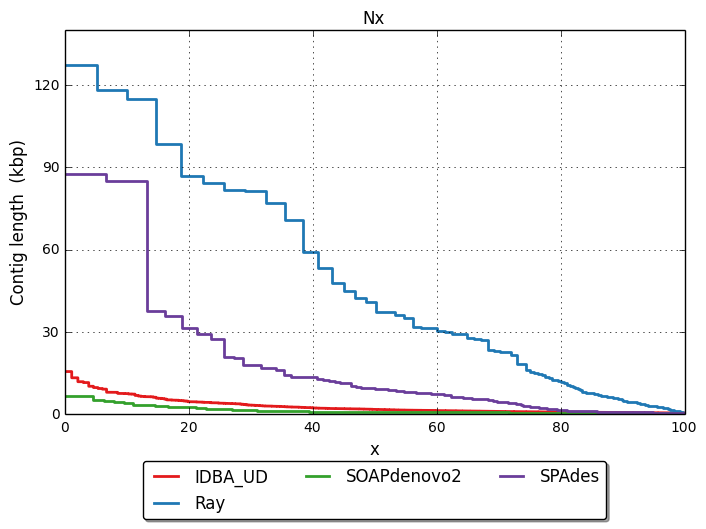 Nx
120
90
60
30
0
Contig length (kbp)
0 20 40 60 80 100
x
IDBA_UD SOAPdenovo2 SPAdes
Ray